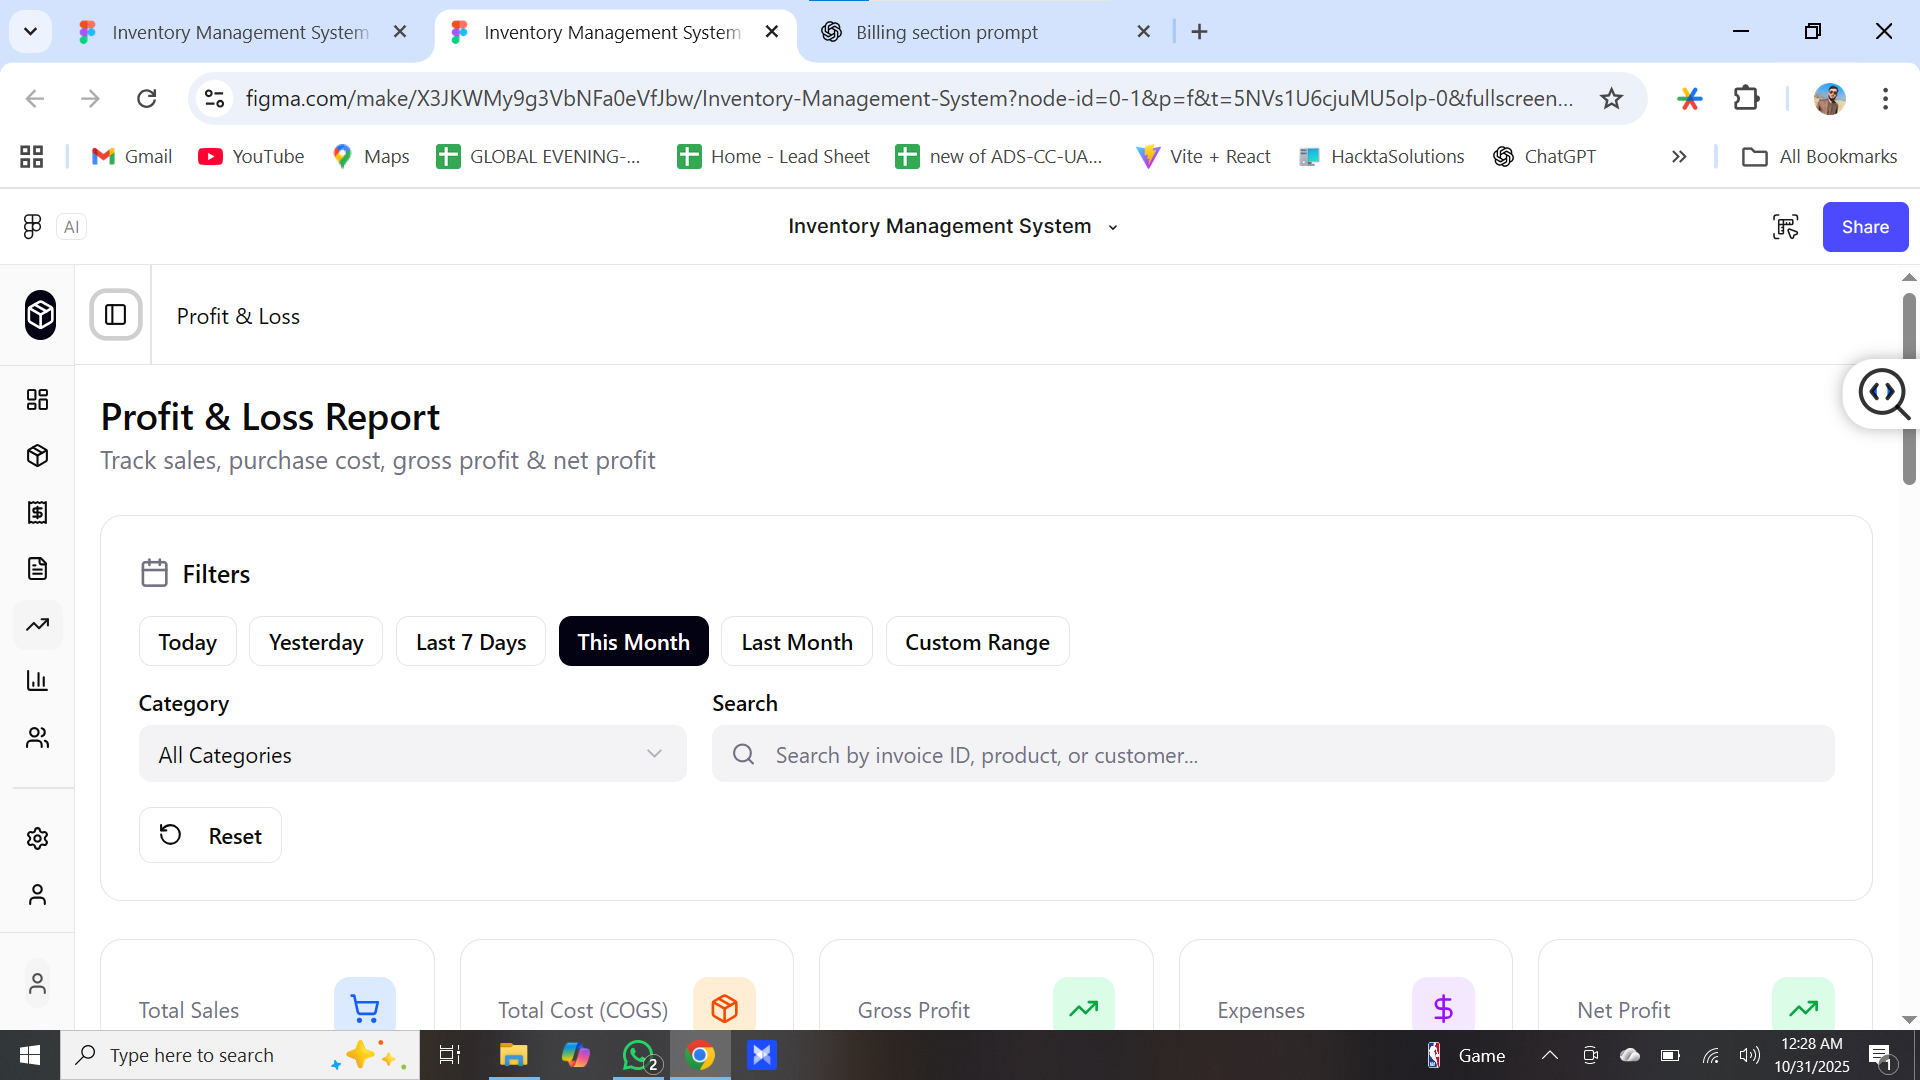 Inventory Management System
Inventory Management System
Billing section prompt
figma.com/make/X3JKWMy9g3VbNFa0eVfJbw/Inventory-Management-System?node-id=0-1&p=f&t=5NVs1U6cjuMU5olp-0&fullscreen...
Gmail
YouTube
Maps
GLOBAL EVENING-...
Home - Lead Sheet
new of ADS-CC-UA...
Vite + React
HacktaSolutions
ChatGPT
All Bookmarks
AI
Inventory Management System
Share
Profit & Loss
Profit & Loss Report
Track sales, purchase cost, gross profit & net profit
Filters
Today
Yesterday
Last 7 Days
This Month
Last Month
Custom Range
Category
Search
All Categories
Search by invoice ID, product, or customer...
Reset
Total Sales
Total Cost (COGS)
Gross Profit
Expenses
Net Profit
Type here to search
2
Game
12:28 AM
10/31/2025
1